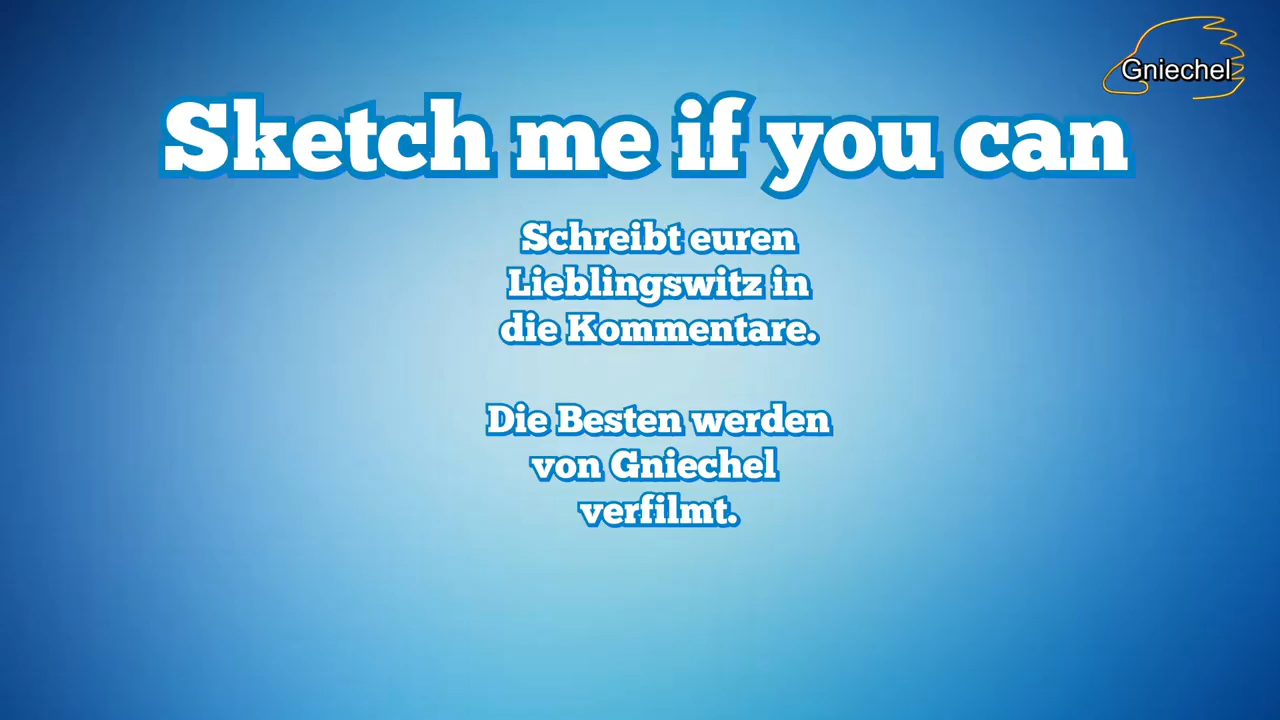 Gniechel
Sketch me if you can
Schreibt euren
Lieblingswitz in
die Kommentare.
Die Besten werden
von Gniechel
verfilmt.